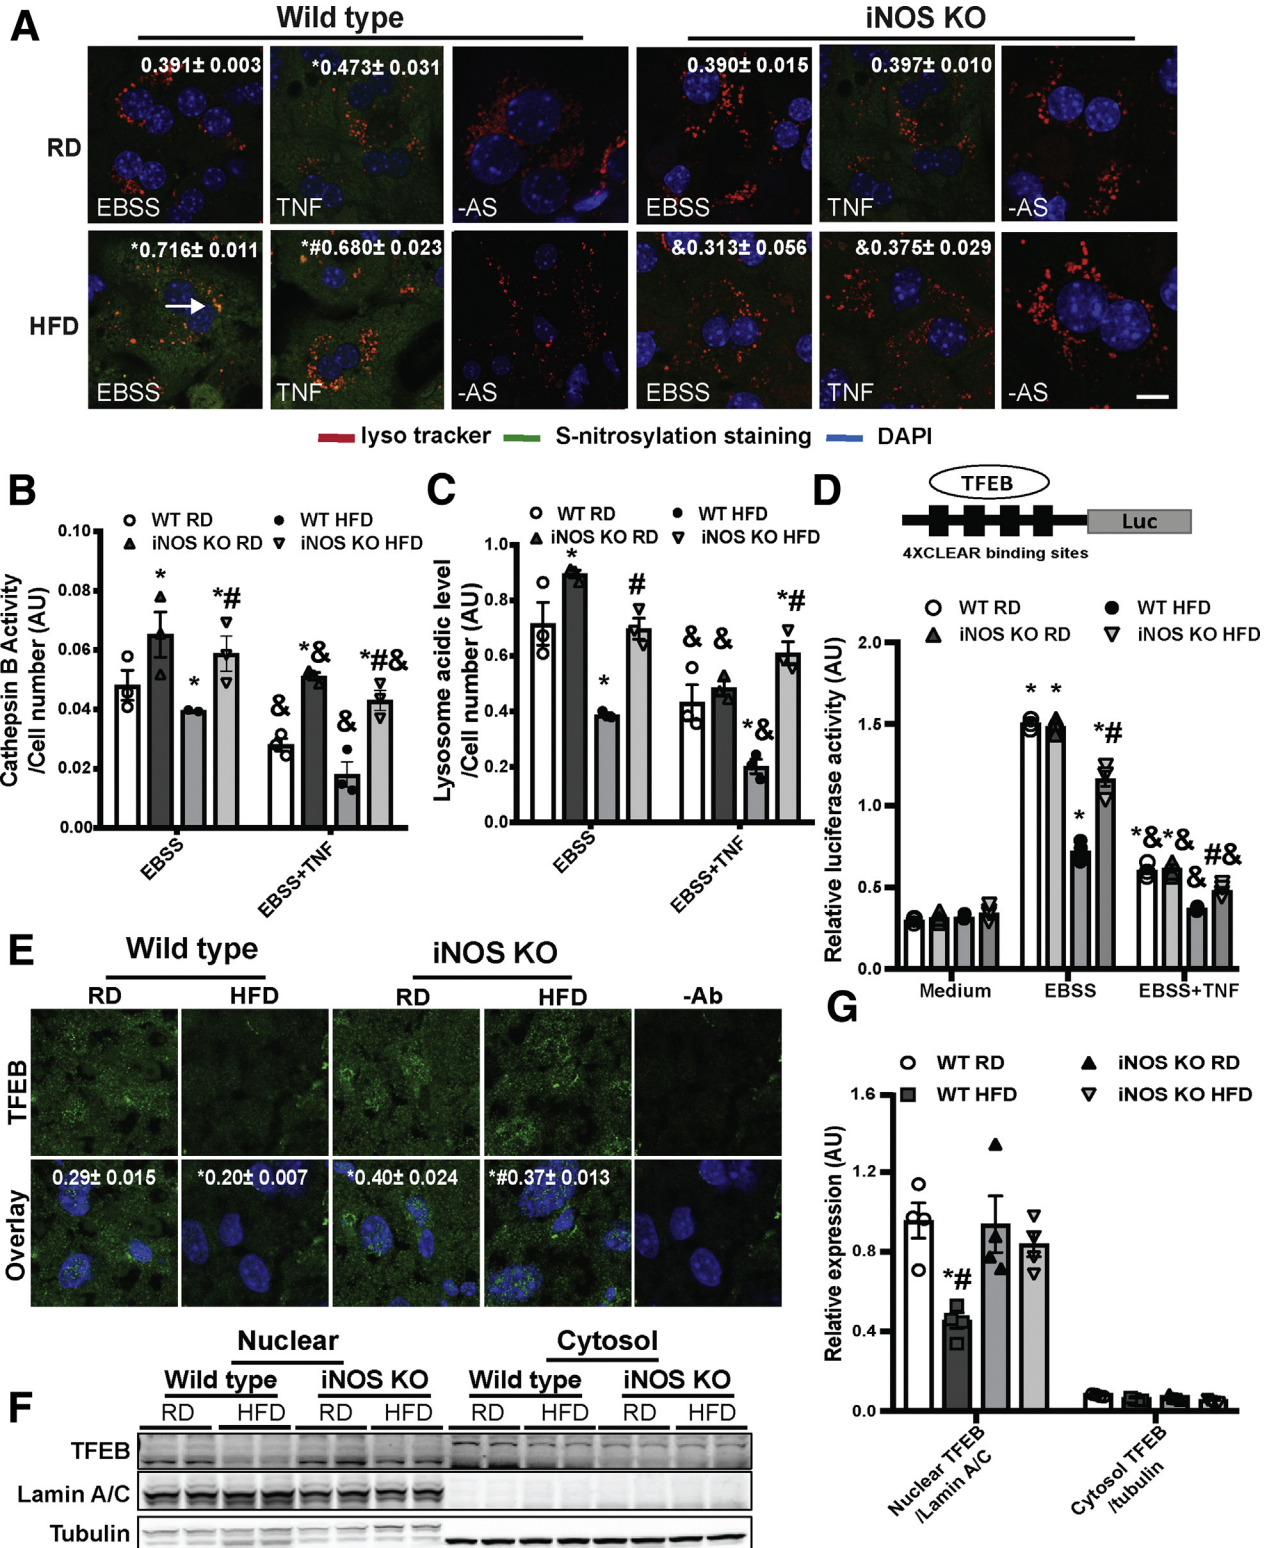 A
Wild type
iNOS KO
RD
0.391± 0.003
*0.473± 0.031
0.390± 0.015
0.397± 0.010
EBSS
TNF
-AS
EBSS
TNF
-AS
HFD
*0.716± 0.011
*#0.680± 0.023
&0.313± 0.056
&0.375± 0.029
EBSS
TNF
-AS
EBSS
TNF
-AS
lyso tracker
S-nitrosylation staining
DAPI
B
WT RD
WT HFD
iNOS KO RD
iNOS KO HFD
Cathepsin B Activity
/Cell number (AU)
0.10
0.08
0.06
0.04
0.02
0.00
*
*
*#
&
*&
&
*#&
EBSS
EBSS+TNF
C
WT RD
WT HFD
iNOS KO RD
iNOS KO HFD
Lysosome acidic level
/Cell number (AU)
1.0
0.8
0.6
0.4
0.2
0.0
*
*
#
&
&
*&
*#
EBSS
EBSS+TNF
D
TFEB
Luc
4XCLEAR binding sites
WT RD
WT HFD
iNOS KO RD
iNOS KO HFD
Relative luciferase activity (AU)
2.0
1.5
1.0
0.5
0.0
*
*
*
*#
*&
*&
&
#&
Medium
EBSS
EBSS+TNF
E
Wild type
iNOS KO
RD
HFD
RD
HFD
-Ab
TFEB
Overlay
0.29± 0.015
*0.20± 0.007
*0.40± 0.024
*#0.37± 0.013
F
Nuclear
Cytosol
Wild type
iNOS KO
Wild type
iNOS KO
RD
HFD
RD
HFD
RD
HFD
RD
HFD
TFEB
Lamin A/C
Tubulin
G
WT RD
iNOS KO RD
WT HFD
iNOS KO HFD
Relative expression (AU)
1.6
1.2
0.8
0.4
0.0
*#
Nuclear TFEB
/Lamin A/C
Cytosol TFEB
/tubulin